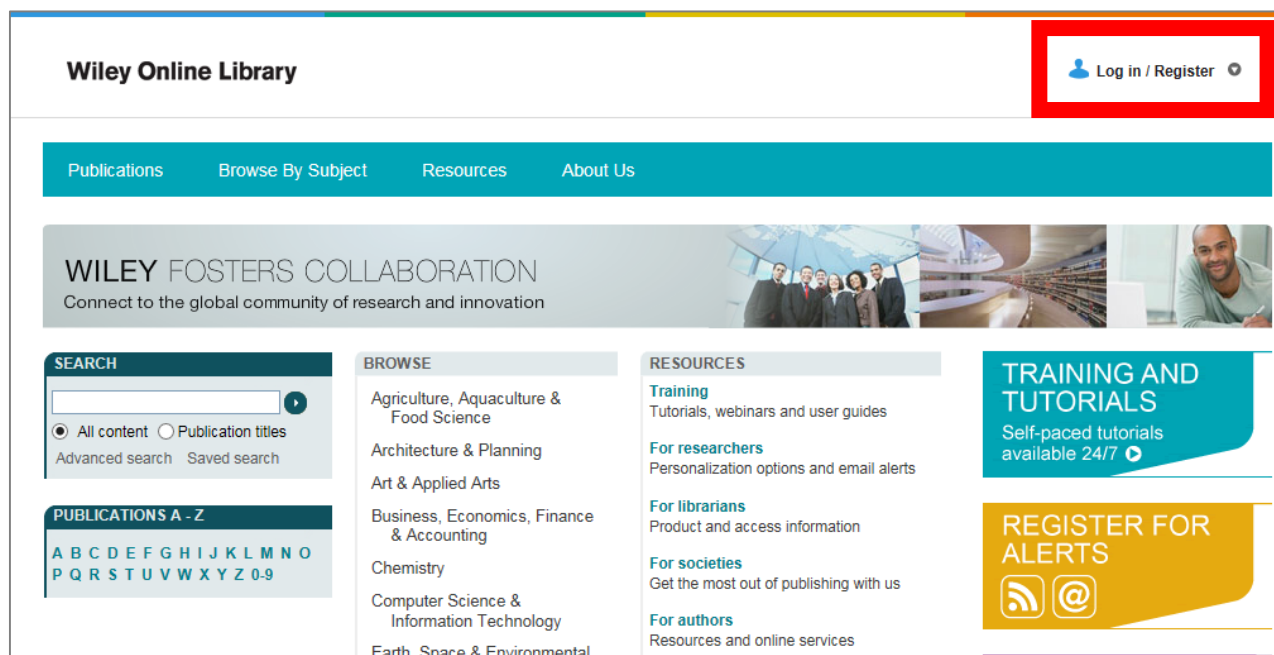 Wiley Online Library
Log in / Register
Publications Browse By Subject Resources About Us
WILEY FOSTERS COLLABORATION
Connect to the global community of research and innovation
SEARCH
All content Publication titles
Advanced search Saved search
PUBLICATIONS A - Z
A B C D E F G H I J K L M N O
P Q R S T U V W X Y Z 0-9
BROWSE
Agriculture, Aquaculture &
Food Science
Architecture & Planning
Art & Applied Arts
Business, Economics, Finance
& Accounting
Chemistry
Computer Science &
Information Technology
Earth, Space & Environmental
RESOURCES
Training
Tutorials, webinars and user guides
For researchers
Personalization options and email alerts
For librarians
Product and access information
For societies
Get the most out of publishing with us
For authors
Resources and online services
TRAINING AND
TUTORIALS
Self-paced tutorials
available 24/7
REGISTER FOR
ALERTS
@